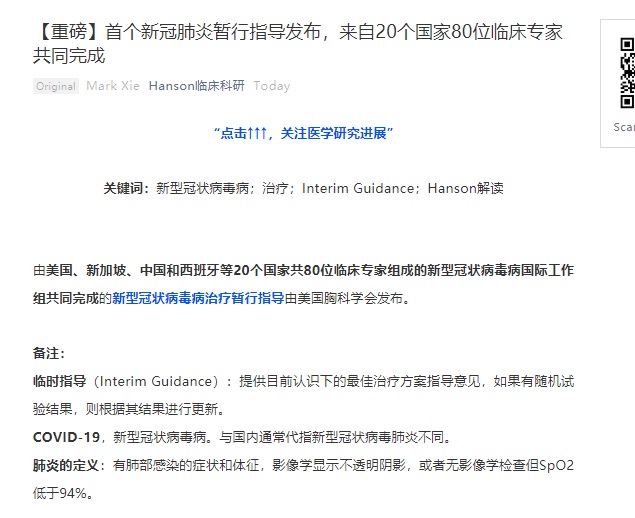 【重磅】首个新冠肺炎暂行指导发布，来自20个国家80位临床专家
共同完成
Original Mark Xie Hanson临床科研 Today
“点击↑↑↑，关注医学研究进展”
关键词：新型冠状病毒病；治疗；Interim Guidance；Hanson解读
由美国、新加坡、中国和西班牙等20个国家共80位临床专家组成的新型冠状病毒病国际工作
组共同完成的新型冠状病毒病治疗暂行指导由美国胸科学会发布。
备注：
临时指导（Interim Guidance）：提供目前认识下的最佳治疗方案指导意见，如果有随机试
验结果，则根据其结果进行更新。
COVID-19，新型冠状病毒病。与国内通常代指新型冠状病毒肺炎不同。
肺炎的定义：有肺部感染的症状和体征，影像学显示不透明阴影，或者无影像学检查但SpO2
低于94%。